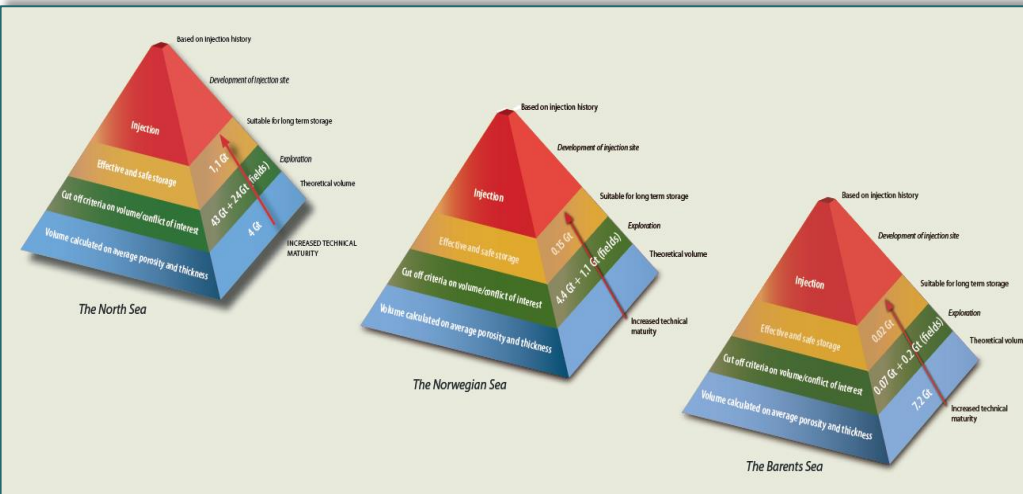 Based on injection history
Development of injection site
Suitable for long term storage
Exploration
Theoretical volume
INCREASED TECHNICAL
MATURITY
Injection
Effective and safe storage
Cut off criteria on volume/conflict of interest
Volume calculated on average porosity and thickness
1,1 Gt
43 Gt + 24 Gt (fields)
4 Gt
The North Sea
Based on injection history
Development of injection site
Suitable for long term storage
Exploration
Theoretical volume
Increased technical
maturity
Injection
Effective and safe storage
Cut off criteria on volume/conflict of interest
Volume calculated on average porosity and thickness
0.15 Gt
4.4 Gt + 1.1 Gt (fields)
The Norwegian Sea
Based on injection history
Development of injection site
Suitable for long term storage
Exploration
Theoretical volume
Increased technical
maturity
Injection
Effective and safe storage
Cut off criteria on volume/conflict of interest
Volume calculated on average porosity and thickness
0.02 Gt
0.07 Gt + 0.2 Gt (fields)
7.2 Gt
The Barents Sea